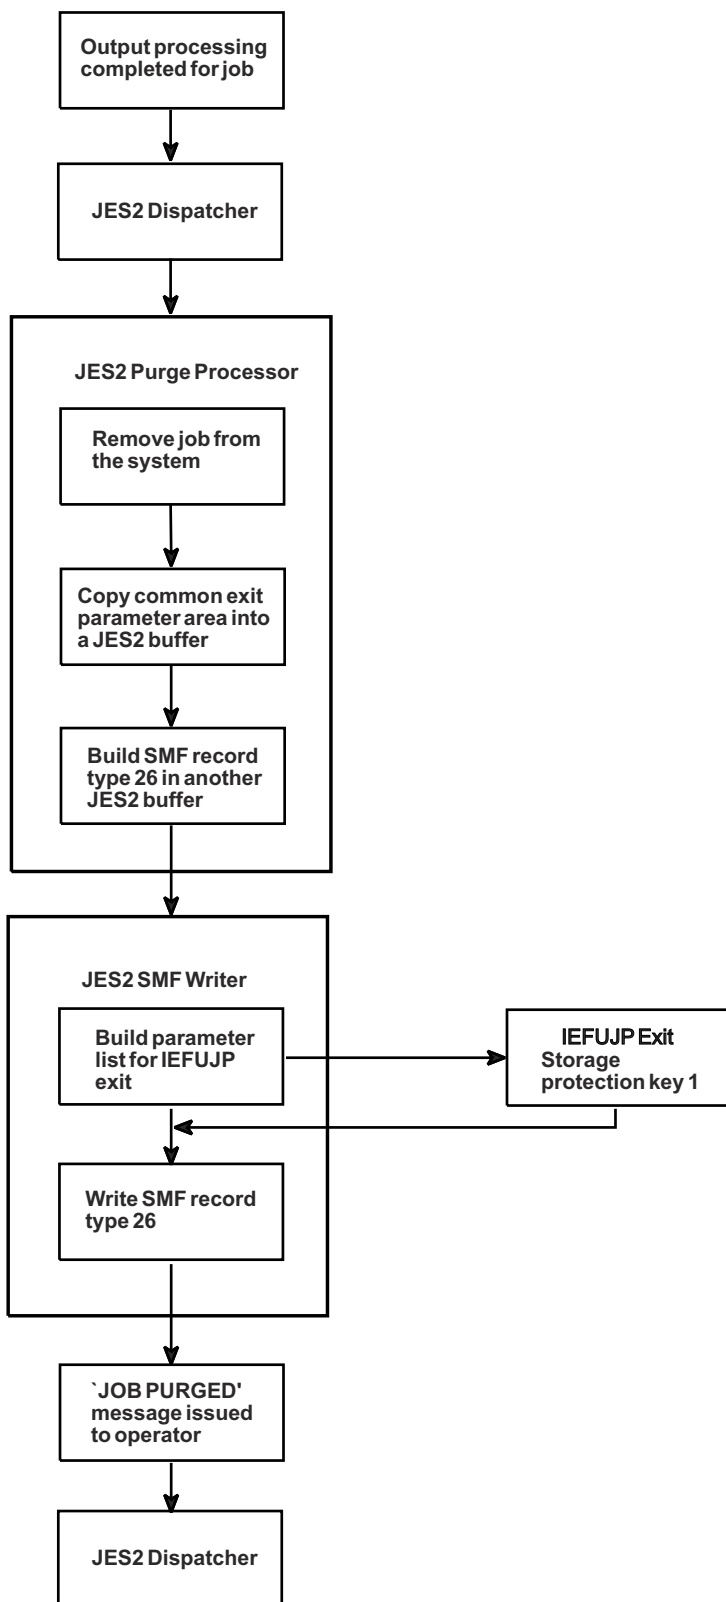 Output processing
completed for job
JES2 Dispatcher
JES2 Purge Processor
Remove job from
the system
Copy common exit
parameter area into
a JES2 buffer
Build SMF record
type 26 in another
JES2 buffer
JES2 SMF Writer
Build parameter
list for IEFUJP
exit
IEFUJP Exit
Storage
protection key 1
Write SMF record
type 26
`JOB PURGED'
message issued
to operator
JES2 Dispatcher